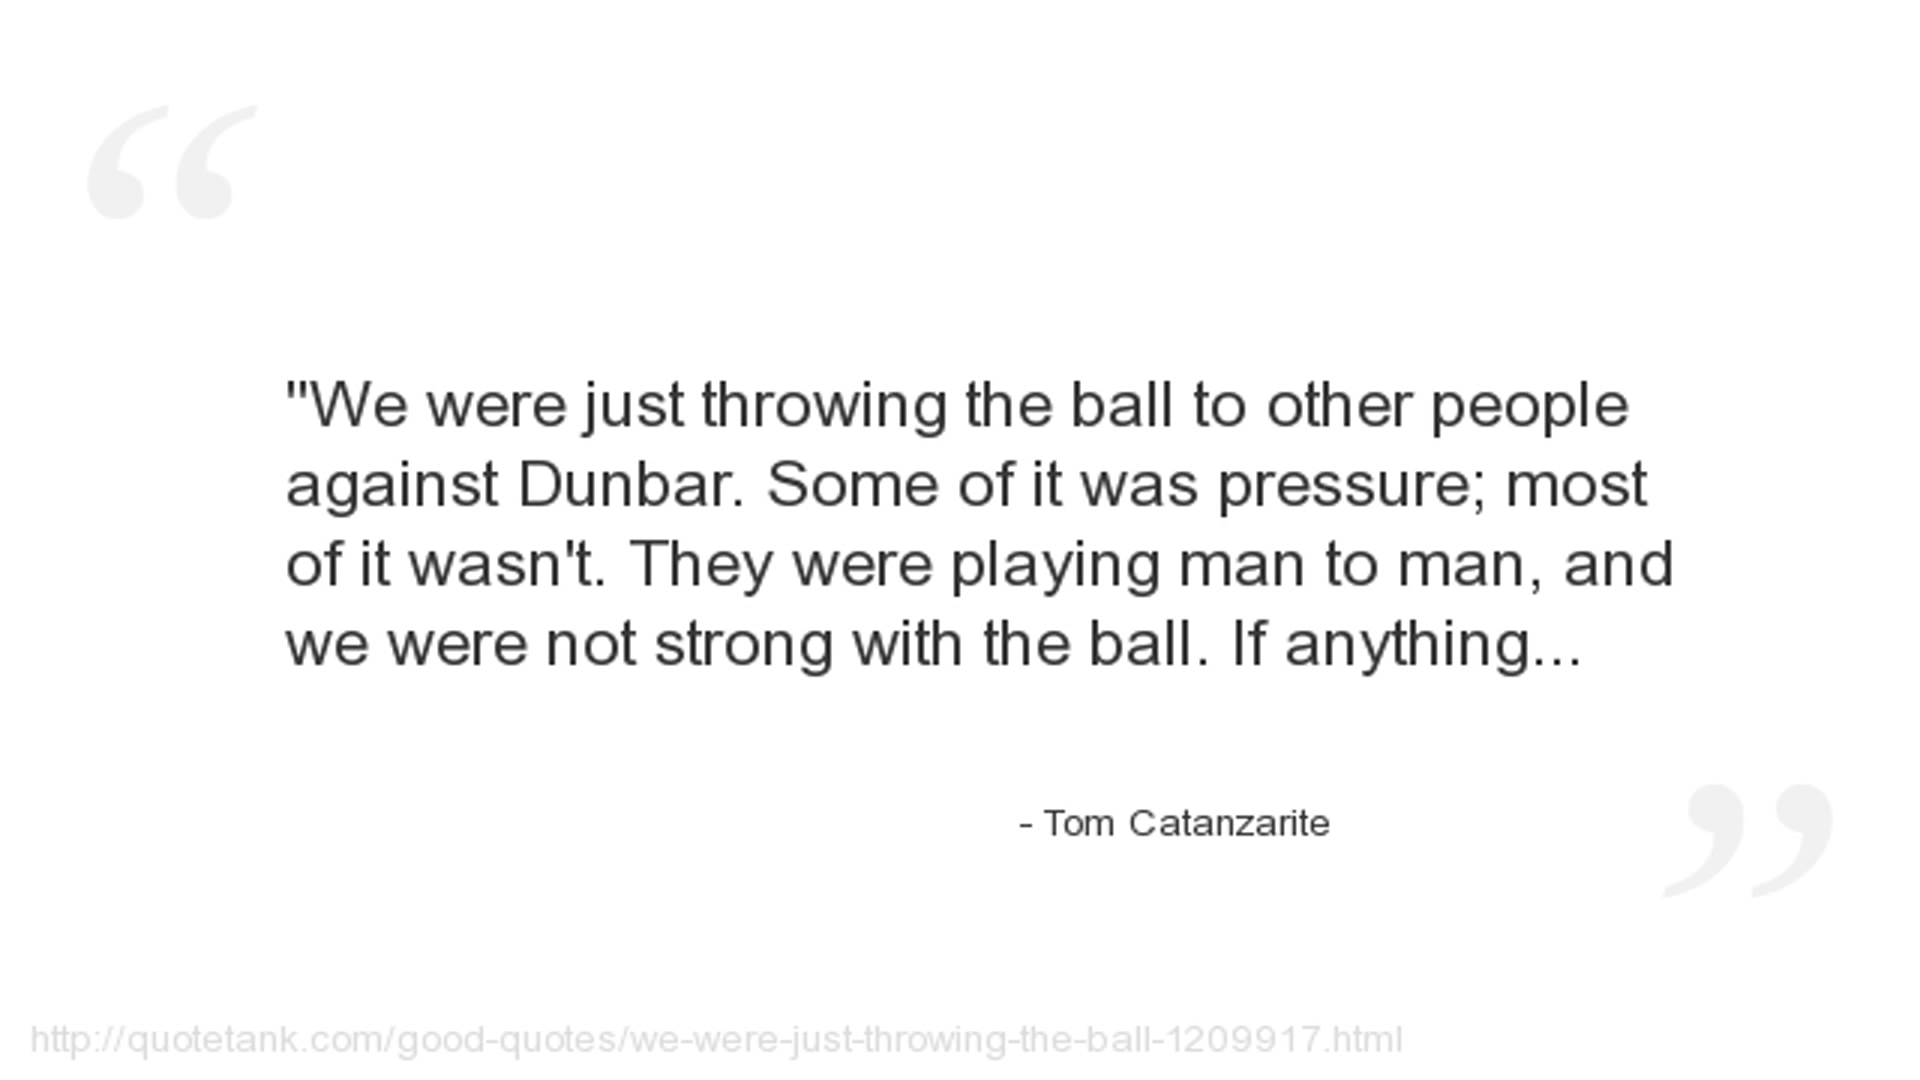 "We were just throwing the ball to other people
against Dunbar. Some of it was pressure; most
of it wasn't. They were playing man to man, and
we were not strong with the ball. If anything...
- Tom Catanzarite
http://quotetank.com/good-quotes/we-were-just-throwing-the-ball-1209917.html